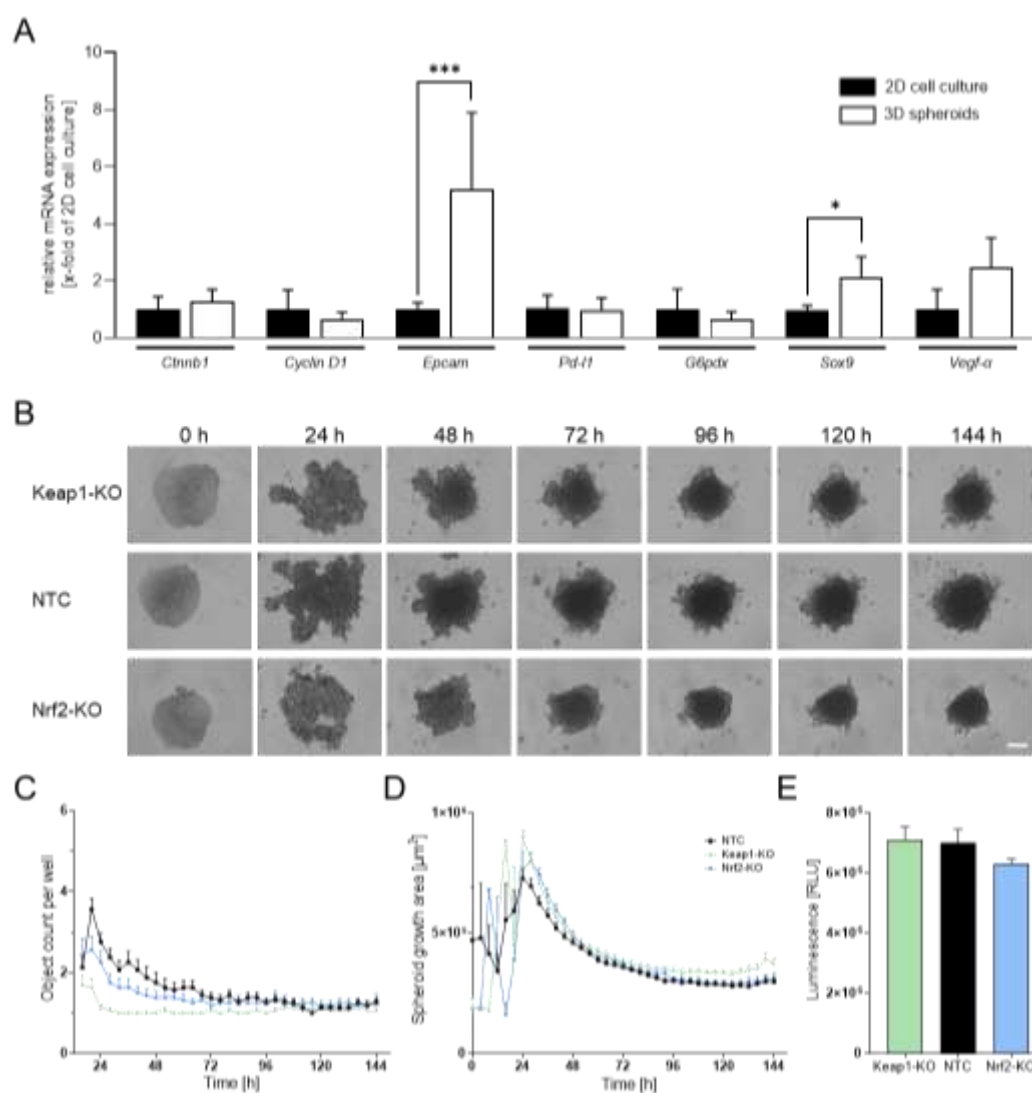 A
relative mRNA expression
[x-fold of 2D cell culture]
10
8
6
4
2
0
***
*
2D cell culture
3D spheroids
Ctnnb1 Cyclin D1 Epcam Pd-l1 G6pdx Sox9 Vegf-α
B
0 h 24 h 48 h 72 h 96 h 120 h 144 h
Keap1-KO
NTC
Nrf2-KO
C
Object count per well
6
4
2
0
24 48 72 96 120 144
Time [h]
D
Spheroid growth area [µm²]
5×10⁵
0
0 24 48 72 96 120 144
Time [h]
NTC
Keap1-KO
Nrf2-KO
E
Luminescence [RLU]
0
Keap1-KO NTC Nrf2-KO